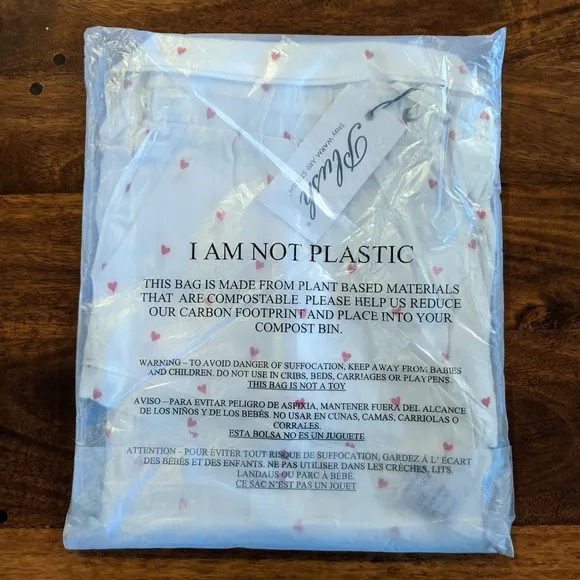 Plush
Stay WARM AND STYLISH
I AM NOT PLASTIC
THIS BAG IS MADE FROM PLANT BASED MATERIALS
THAT ARE COMPOSTABLE. PLEASE HELP US REDUCE
OUR CARBON FOOTPRINT AND PLACE INTO YOUR
COMPOST BIN.
WARNING – TO AVOID DANGER OF SUFFOCATION, KEEP AWAY FROM BABIES
AND CHILDREN. DO NOT USE IN CRIBS, BEDS, CARRIAGES OR PLAYPENS.
THIS BAG IS NOT A TOY
AVISO – PARA EVITAR PELIGRO DE ASFIXIA, MANTENER FUERA DEL ALCANCE
DE LOS NIÑOS Y DE LOS BEBÉS. NO USAR EN CUNAS, CAMAS, CARRIOLAS O
CORRALES.
ESTA BOLSA NO ES UN JUGUETE
ATTENTION – POUR ÉVITER TOUT RISQUE DE SUFFOCATION, GARDEZ À L' ÉCART
DES BÉBÉS ET DES ENFANTS. NE PAS UTILISER DANS LES CRÈCHES, LITS,
LANDAUS OU PARC À BÉBÉ.
CE SAC N'EST PAS UN JOUET